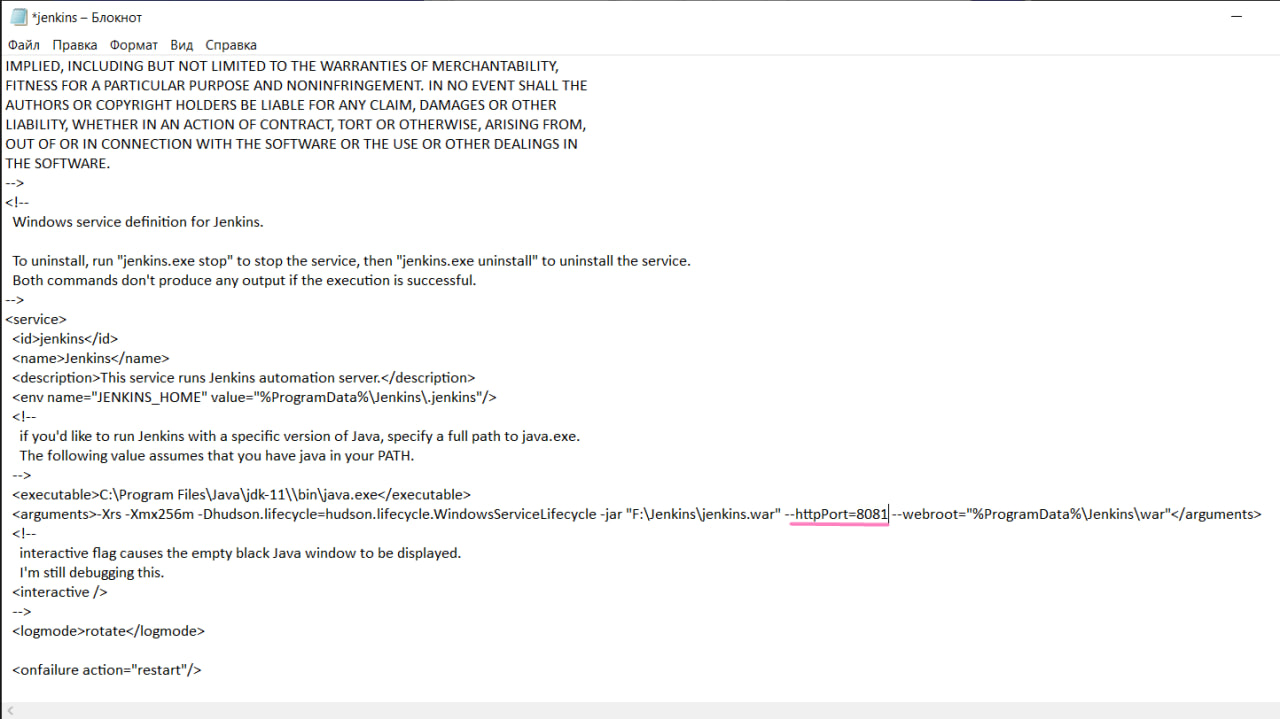 *jenkins – Блокнот
Файл Правка Формат Вид Справка
IMPLIED, INCLUDING BUT NOT LIMITED TO THE WARRANTIES OF MERCHANTABILITY,
FITNESS FOR A PARTICULAR PURPOSE AND NONINFRINGEMENT. IN NO EVENT SHALL THE
AUTHORS OR COPYRIGHT HOLDERS BE LIABLE FOR ANY CLAIM, DAMAGES OR OTHER
LIABILITY, WHETHER IN AN ACTION OF CONTRACT, TORT OR OTHERWISE, ARISING FROM,
OUT OF OR IN CONNECTION WITH THE SOFTWARE OR THE USE OR OTHER DEALINGS IN
THE SOFTWARE.
-->
<!--
Windows service definition for Jenkins.
To uninstall, run "jenkins.exe stop" to stop the service, then "jenkins.exe uninstall" to uninstall the service.
Both commands don't produce any output if the execution is successful.
-->
<service>
<id>jenkins</id>
<name>Jenkins</name>
<description>This service runs Jenkins automation server.</description>
<env name="JENKINS_HOME" value="%ProgramData%\Jenkins\.jenkins"/>
<!--
if you'd like to run Jenkins with a specific version of Java, specify a full path to java.exe.
The following value assumes that you have java in your PATH.
-->
<executable>C:\Program Files\Java\jdk-11\\bin\java.exe</executable>
<arguments>-Xrs -Xmx256m -Dhudson.lifecycle=hudson.lifecycle.WindowsServiceLifecycle -jar "F:\Jenkins\jenkins.war" --httpPort=8081 --webroot="%ProgramData%\Jenkins\war"</arguments>
<!--
interactive flag causes the empty black Java window to be displayed.
I'm still debugging this.
<interactive />
-->
<logmode>rotate</logmode>
<onfailure action="restart"/>